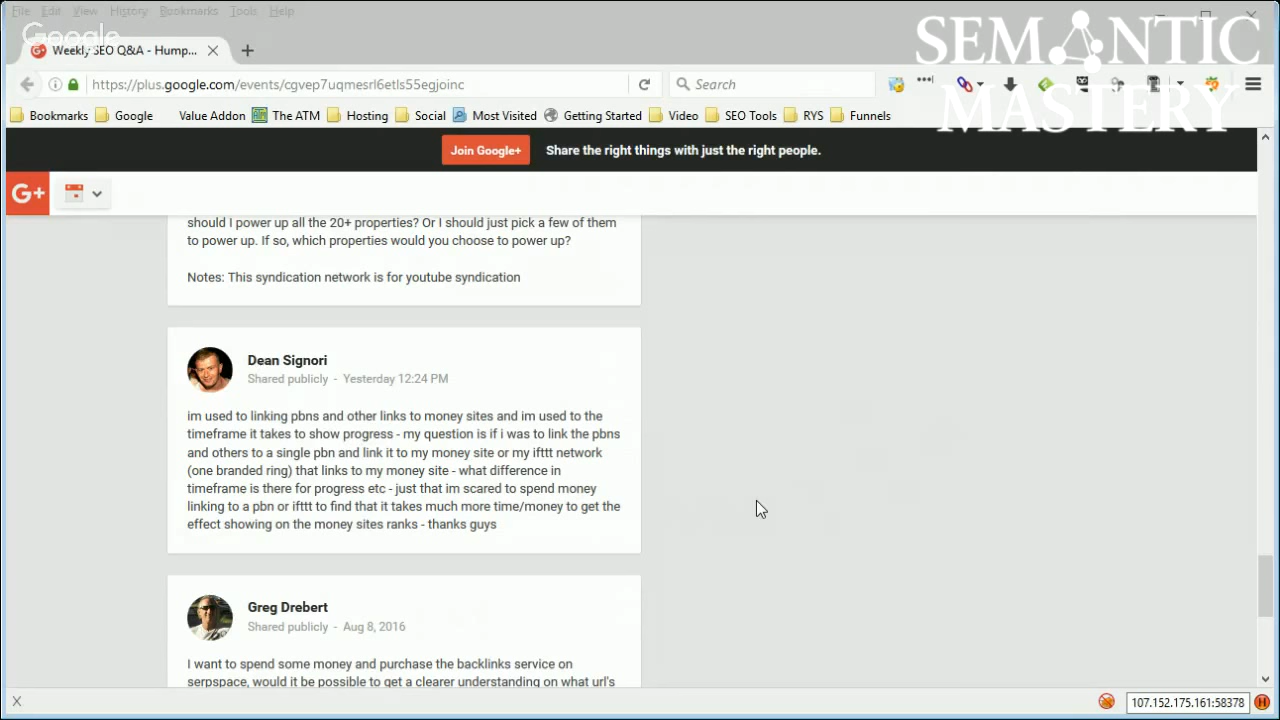 File Edit View History Bookmarks Tools Help
Google
SEMANTIC
MASTERY
Weekly SEO Q&A - Hump...
https://plus.google.com/events/cgvep7uqmesrl6etls55egjoinc
Search
Bookmarks Google Value Addon The ATM Hosting Social Most Visited Getting Started Video SEO Tools RYS Funnels
Join Google+ Share the right things with just the right people.
G+
should I power up all the 20+ properties? Or I should just pick a few of them
to power up. If so, which properties would you choose to power up?
Notes: This syndication network is for youtube syndication
Dean Signori
Shared publicly - Yesterday 12:24 PM
im used to linking pbns and other links to money sites and im used to the
timeframe it takes to show progress - my question is if i was to link the pbns
and others to a single pbn and link it to my money site or my ifttt network
(one branded ring) that links to my money site - what difference in
timeframe is there for progress etc - just that im scared to spend money
linking to a pbn or ifttt to find that it takes much more time/money to get the
effect showing on the money sites ranks - thanks guys
Greg Drebert
Shared publicly - Aug 8, 2016
I want to spend some money and purchase the backlinks service on
serpspace, would it be possible to get a clearer understanding on what url's
X
107.152.175.161:58378